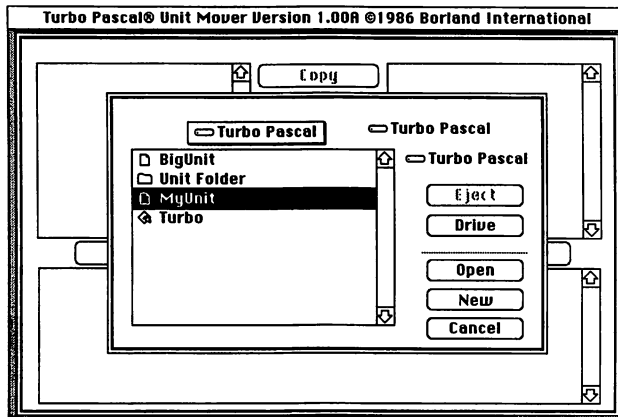 Turbo Pascal® Unit Mover Version 1.00A ©1986 Borland International
Copy
Turbo Pascal
Turbo Pascal
Turbo Pascal
BigUnit
Unit Folder
MyUnit
Turbo
Eject
Drive
Open
New
Cancel